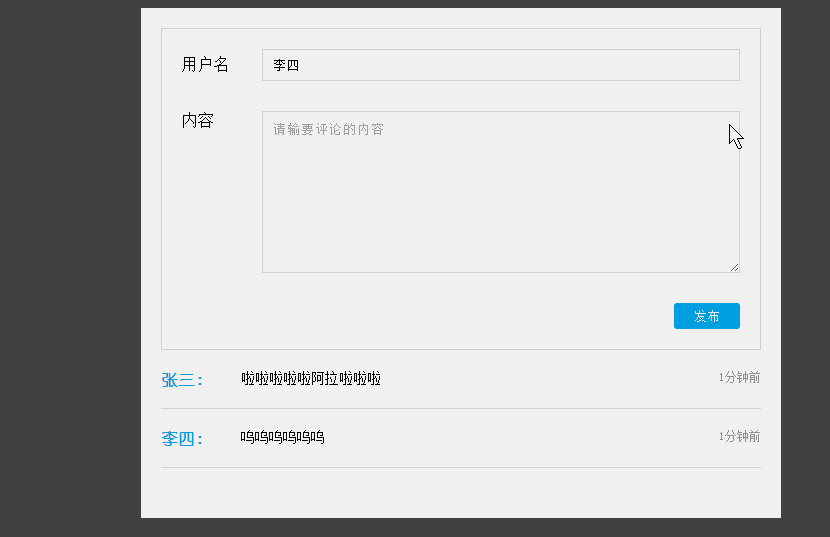 用户名 李四
内容 请输要评论的内容
发布
张三： 啦啦啦啦啦阿拉啦啦啦 1分钟前
李四： 呜呜呜呜呜呜 1分钟前